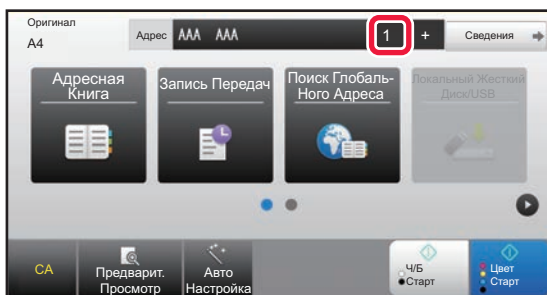 Оригинал
A4
Адрес
AAA AAA
1
+
Сведения
Адресная
Книга
Запись Передач
Поиск Глобаль-
Ного Адреса
Локальный Жесткий
Диск/USB
CA
Предварит.
Просмотр
Авто
Настройка
Ч/Б
Старт
Цвет
Старт